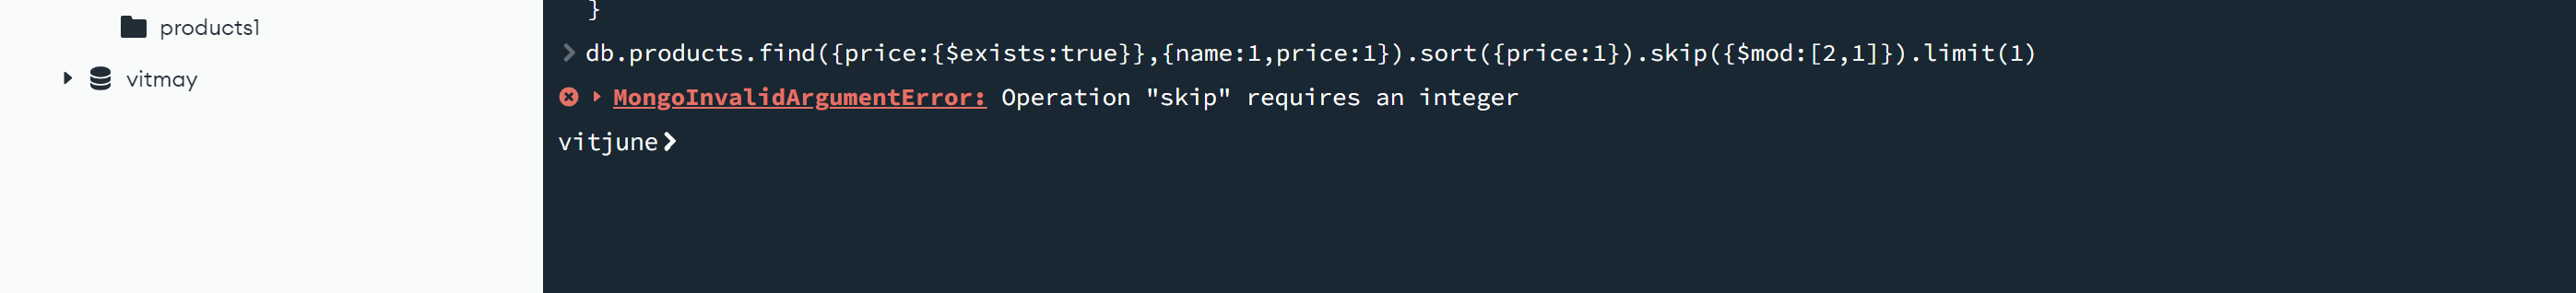 products1
vitmay
}
db.products.find({price:{$exists:true}},{name:1,price:1}).sort({price:1}).skip({$mod:[2,1]}).limit(1)
MongoInvalidArgumentError: Operation "skip" requires an integer
vitjune>